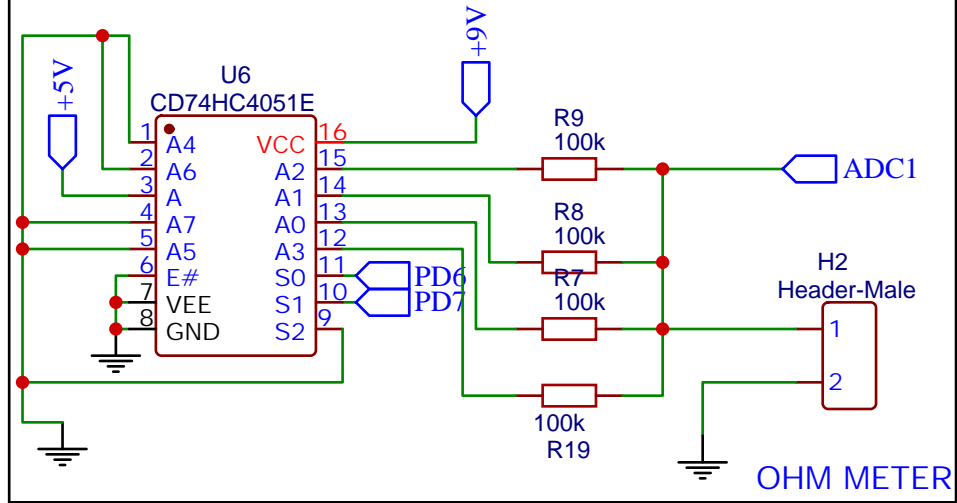 +9V
+5V
U6
CD74HC4051E
1
A4
VCC
16
2
A6
A2
15
3
A
A1
14
4
A7
A0
13
5
A5
A3
12
6
E#
S0
11
7
VEE
S1
10
8
GND
S2
9
PD6
PD7
R9
100k
R8
100k
R7
100k
100k
R19
ADC1
H2
Header-Male
1
2
OHM METER